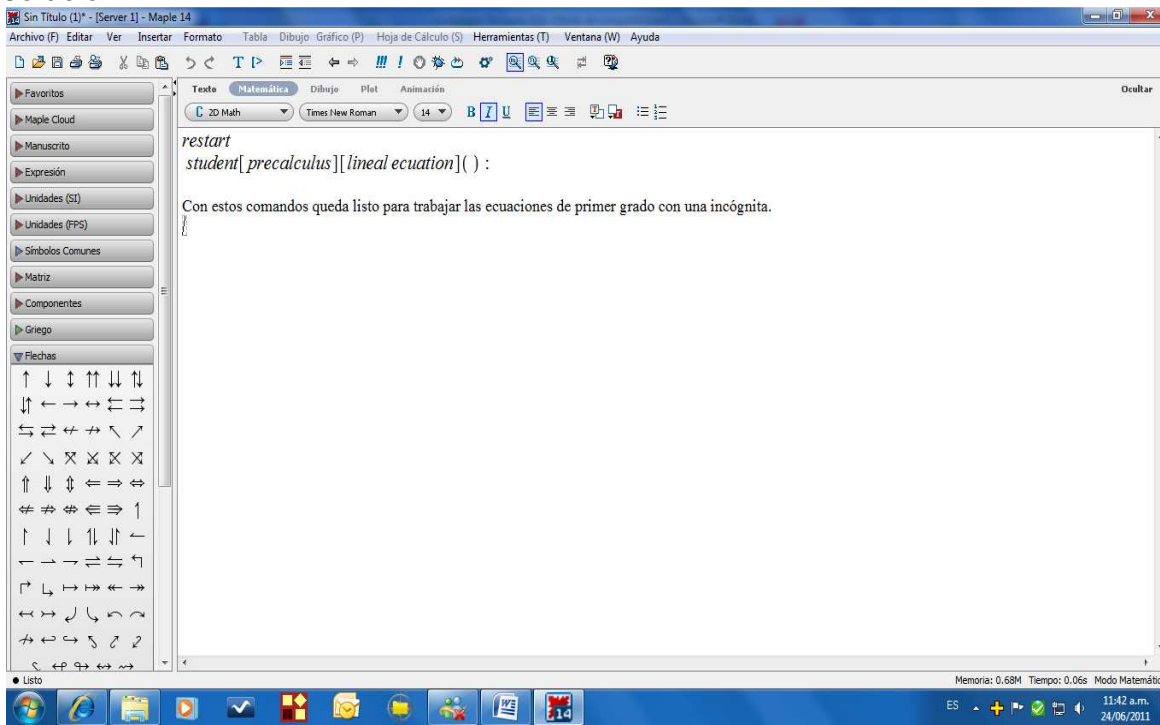 Sin Título (1)* - [Server 1] - Maple 14
Archivo (F) Editar Ver Insertar Formato Tabla Dibujo Gráfico (P) Hoja de Cálculo (S) Herramientas (T) Ventana (W) Ayuda
Texto Matemática Dibujo Plot Animación Ocultar
C 2D Math Times New Roman 14 B I U
Favoritos
Maple Cloud
Manuscrito
Expresión
Unidades (SI)
Unidades (FPS)
Símbolos Comunes
Matriz
Componentes
Griego
Flechas
restart
student[precalculus][lineal ecuation]( ) :
Con estos comandos queda listo para trabajar las ecuaciones de primer grado con una incógnita.
Listo
Memoria: 0.68M Tiempo: 0.06s Modo Matemátic
ES 11:42 a.m.
24/06/2011